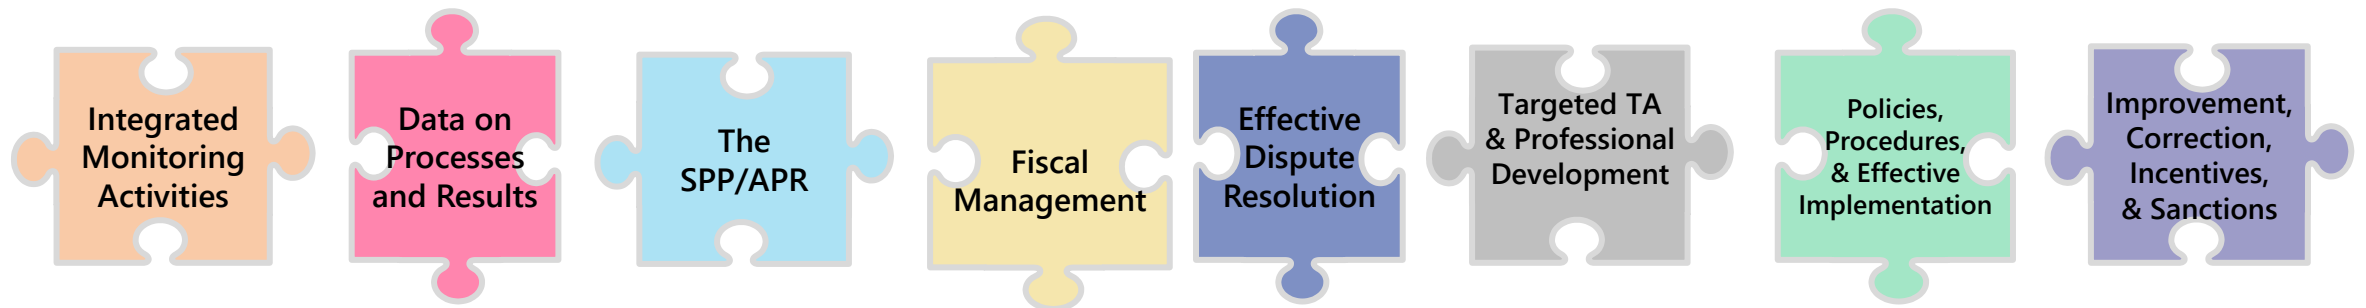 Integrated
Monitoring
Activities
Data on
Processes
and Results
The
SPP/APR
Fiscal
Management
Effective
Dispute
Resolution
Targeted TA
& Professional
Development
Policies,
Procedures,
& Effective
Implementation
Improvement,
Correction,
Incentives,
& Sanctions